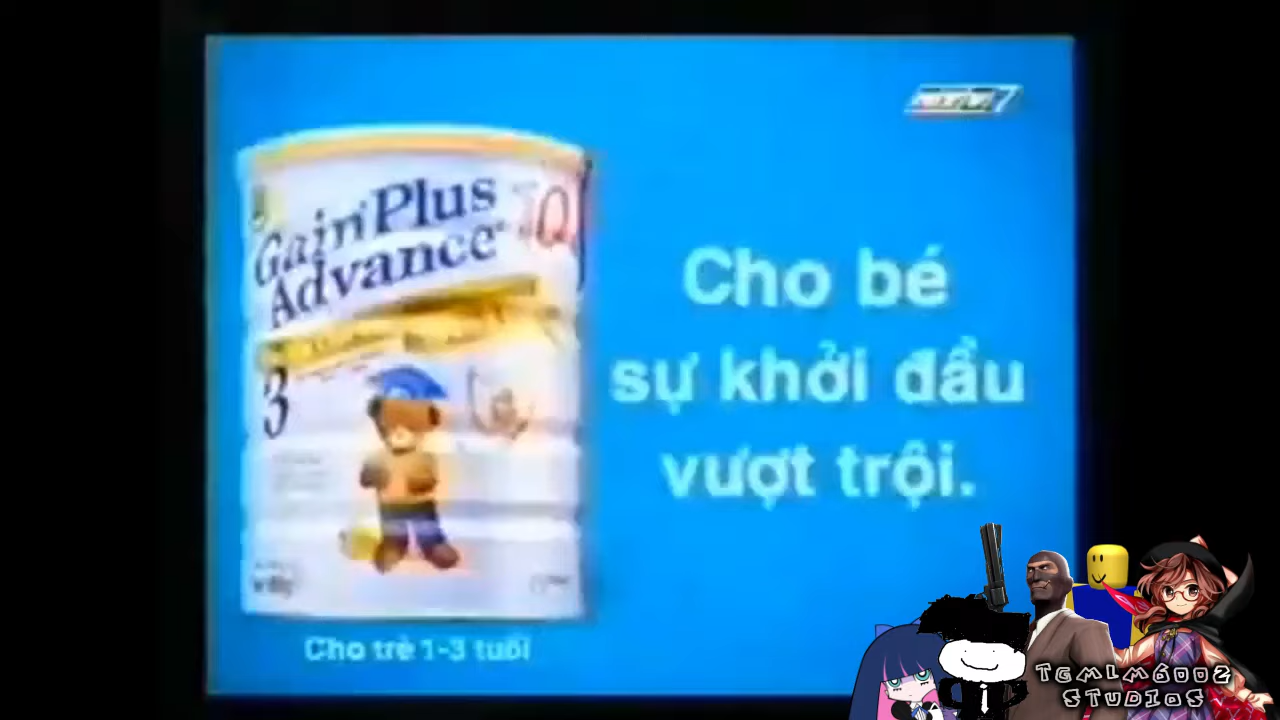 HTV7
Gain Plus
Advance
IQ
3
Cho bé
sự khởi đầu
vượt trội.
Cho trẻ 1-3 tuổi
TGMLM6002
STUDIOS